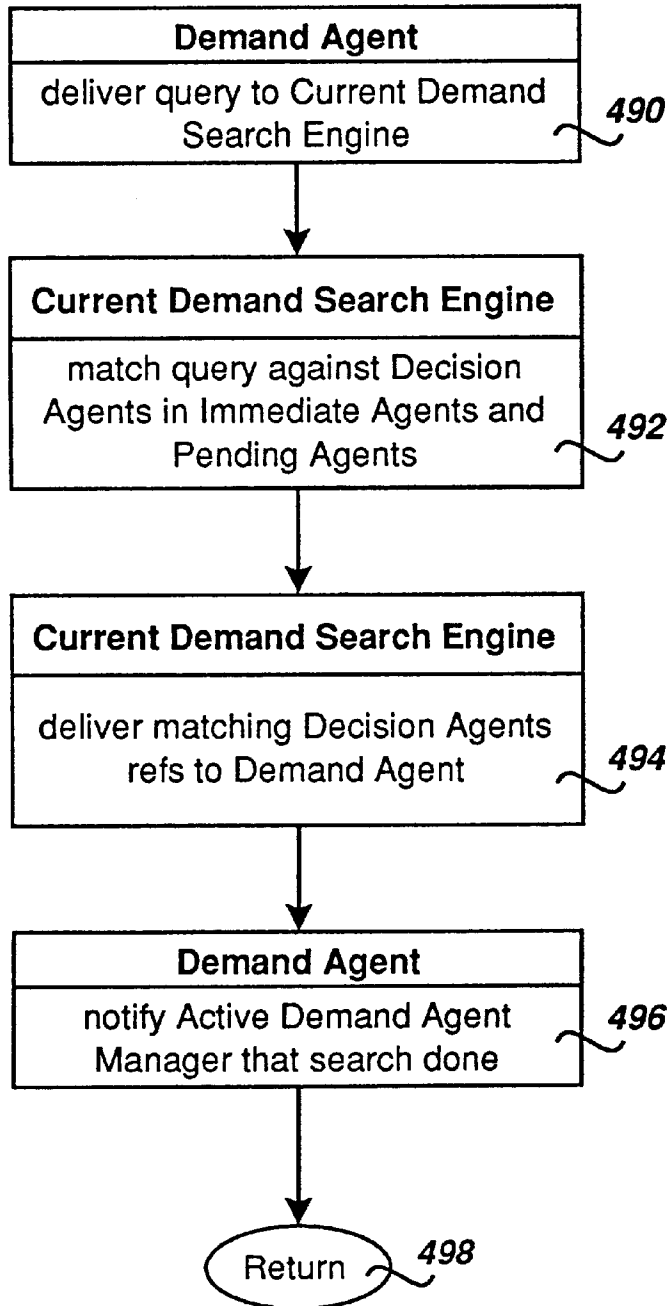 Demand Agent
deliver query to Current Demand
Search Engine
490
Current Demand Search Engine
match query against Decision
Agents in Immediate Agents and
Pending Agents
492
Current Demand Search Engine
deliver matching Decision Agents
refs to Demand Agent
494
Demand Agent
notify Active Demand Agent
Manager that search done
496
Return
498